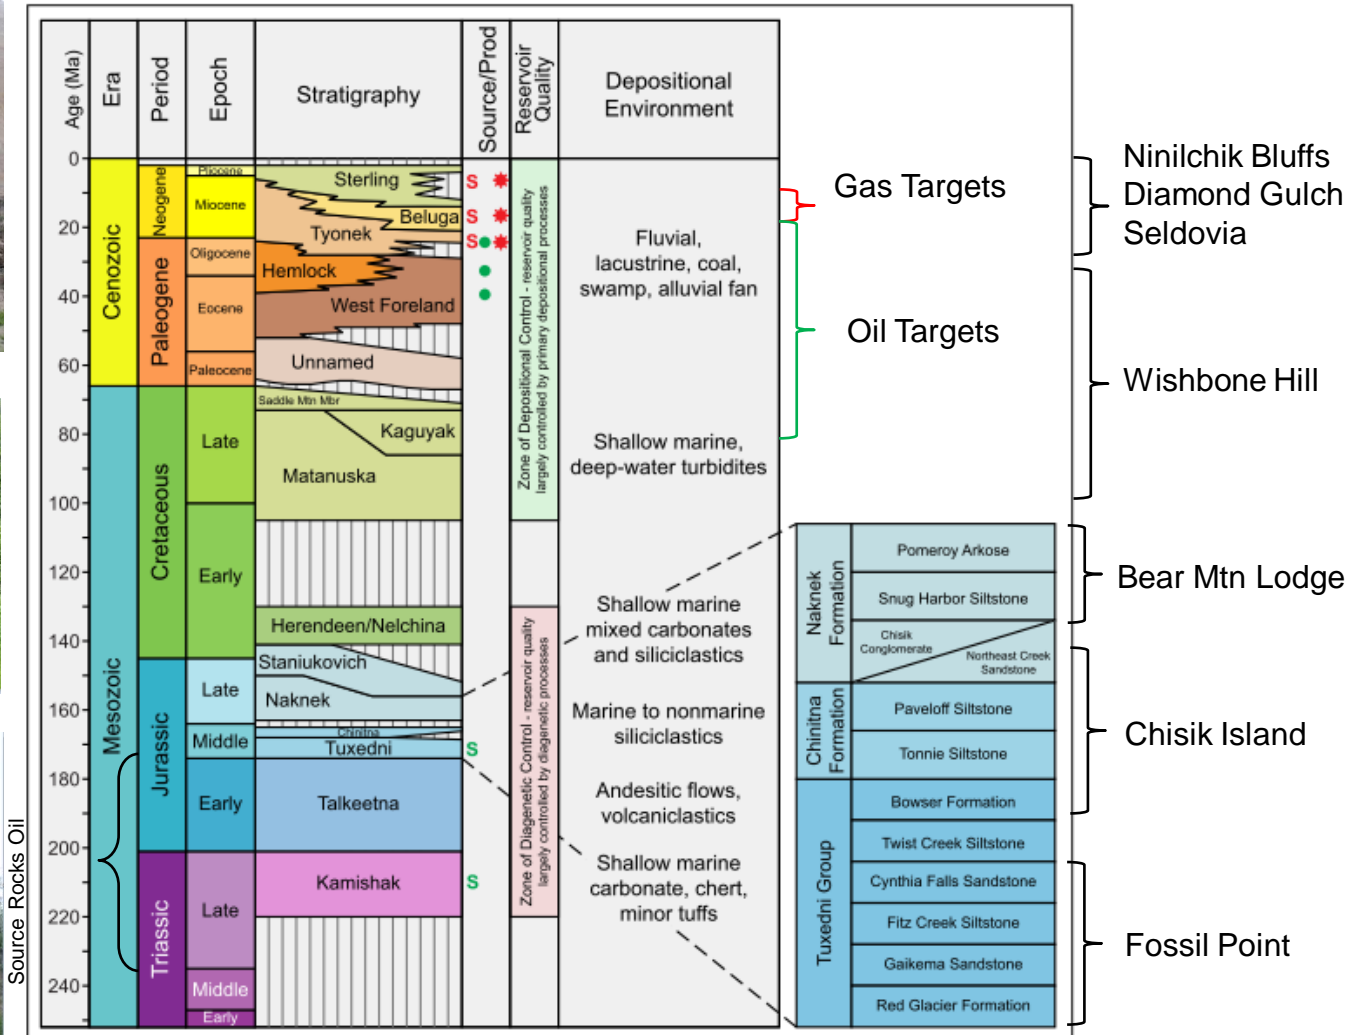 Age (Ma)
Era
Period
Epoch
Stratigraphy
Source/Prod
Reservoir
Quality
Depositional
Environment
0
20
40
60
80
100
120
140
160
180
200
220
240
Cenozoic
Mesozoic
Neogene
Paleogene
Cretaceous
Jurassic
Triassic
Pliocene
Miocene
Oligocene
Eocene
Paleocene
Late
Early
Late
Middle
Early
Late
Middle
Early
Sterling
Beluga
Tyonek
Hemlock
West Foreland
Unnamed
Saddle Mtn Mbr
Kaguyak
Matanuska
Herendeen/Nelchina
Staniukovich
Naknek
Chinitna
Tuxedni
Talkeetna
Kamishak
S
S
S
S
S
Zone of Depositional Control - reservoir quality
largely controlled by primary depositional processes
Zone of Diagenetic Control - reservoir quality
largely controlled by diagenetic processes
Fluvial,
lacustrine, coal,
swamp, alluvial fan
Shallow marine,
deep-water turbidites
Shallow marine
mixed carbonates
and siliciclastics
Marine to nonmarine
siliciclastics
Andesitic flows,
volcaniclastics
Shallow marine
carbonate, chert,
minor tuffs
Gas Targets
Oil Targets
Naknek
Formation
Pomeroy Arkose
Snug Harbor Siltstone
Chisik
Conglomerate
Northeast Creek
Sandstone
Chinitna
Formation
Paveloff Siltstone
Tonnie Siltstone
Tuxedni Group
Bowser Formation
Twist Creek Siltstone
Cynthia Falls Sandstone
Fitz Creek Siltstone
Gaikema Sandstone
Red Glacier Formation
Ninilchik Bluffs
Diamond Gulch
Seldovia
Wishbone Hill
Bear Mtn Lodge
Chisik Island
Fossil Point
Source Rocks Oil